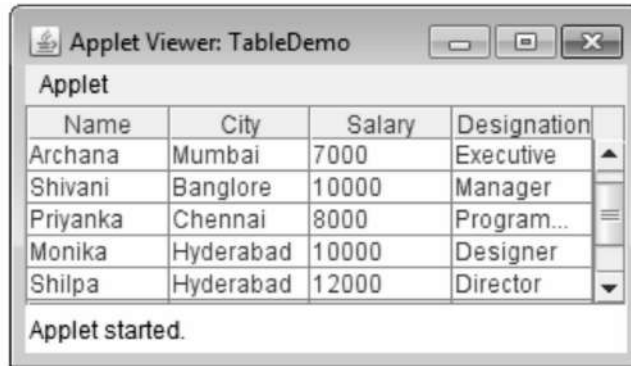 Applet Viewer: TableDemo
Applet
Name City Salary Designation
Archana Mumbai 7000 Executive
Shivani Banglore 10000 Manager
Priyanka Chennai 8000 Program...
Monika Hyderabad 10000 Designer
Shilpa Hyderabad 12000 Director
Applet started.